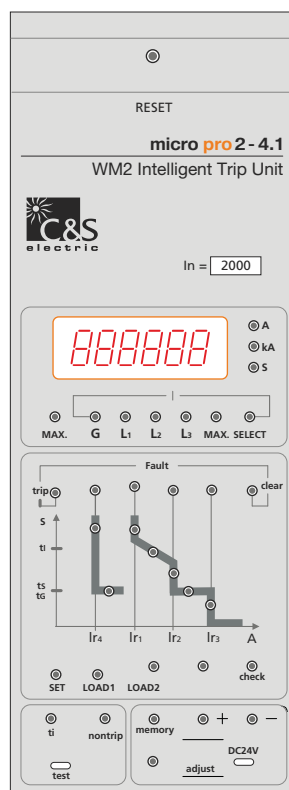 RESET
micro pro 2 - 4.1
WM2 Intelligent Trip Unit
C&S
electric
In = 2000
888888
A
kA
S
I
MAX. G L1 L2 L3 MAX. SELECT
Fault
trip clear
S
tI
tS
tG
Ir4 Ir1 Ir2 Ir3 A
SET LOAD1 LOAD2 check
ti nontrip memory + −
test adjust DC24V